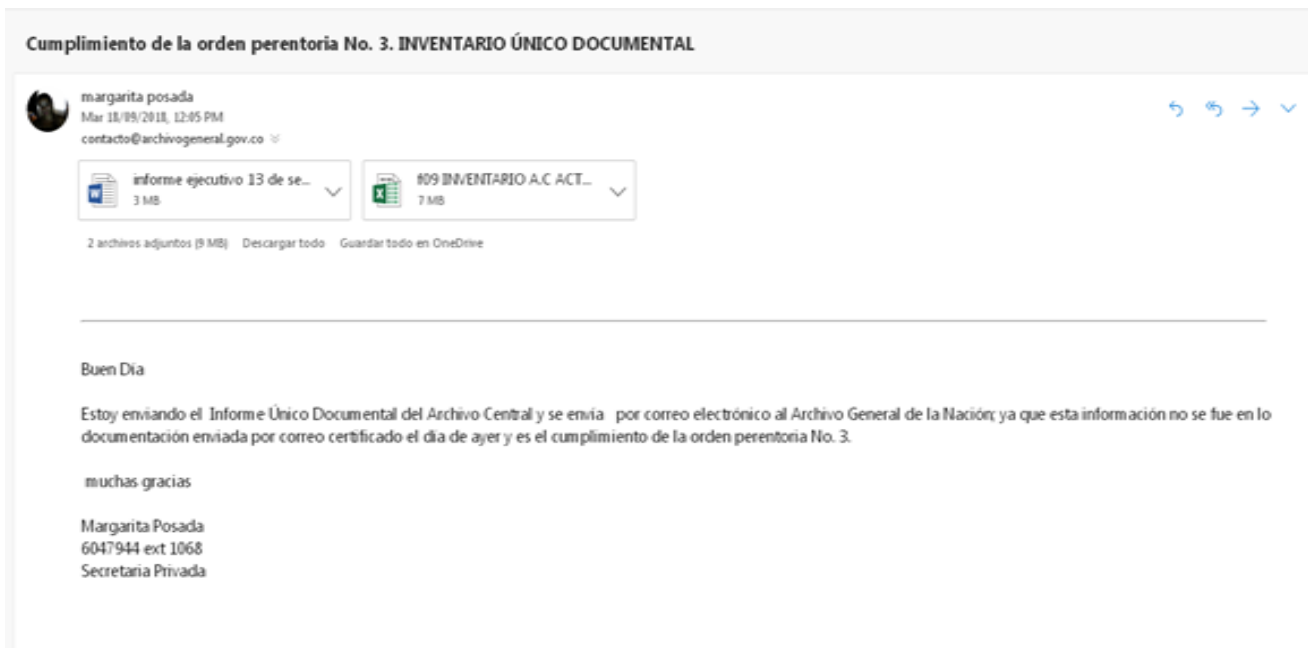 Cumplimiento de la orden perentoria No. 3. INVENTARIO ÚNICO DOCUMENTAL
margarita posada
Mar 18/09/2018, 12:05 PM
contacto@archivogeneral.gov.co
informe ejecutivo 13 de se...
3 MB
f09 INVENTARIO A.C ACT...
7 MB
2 archivos adjuntos (9 MB) Descargar todo Guardar todo en OneDrive
Buen Día
Estoy enviando el Informe Único Documental del Archivo Central y se envía por correo electrónico al Archivo General de la Nación; ya que esta información no se fue en lo
documentación enviada por correo certificado el día de ayer y es el cumplimiento de la orden perentoria No. 3.
muchas gracias
Margarita Posada
6047944 ext 1068
Secretaria Privada